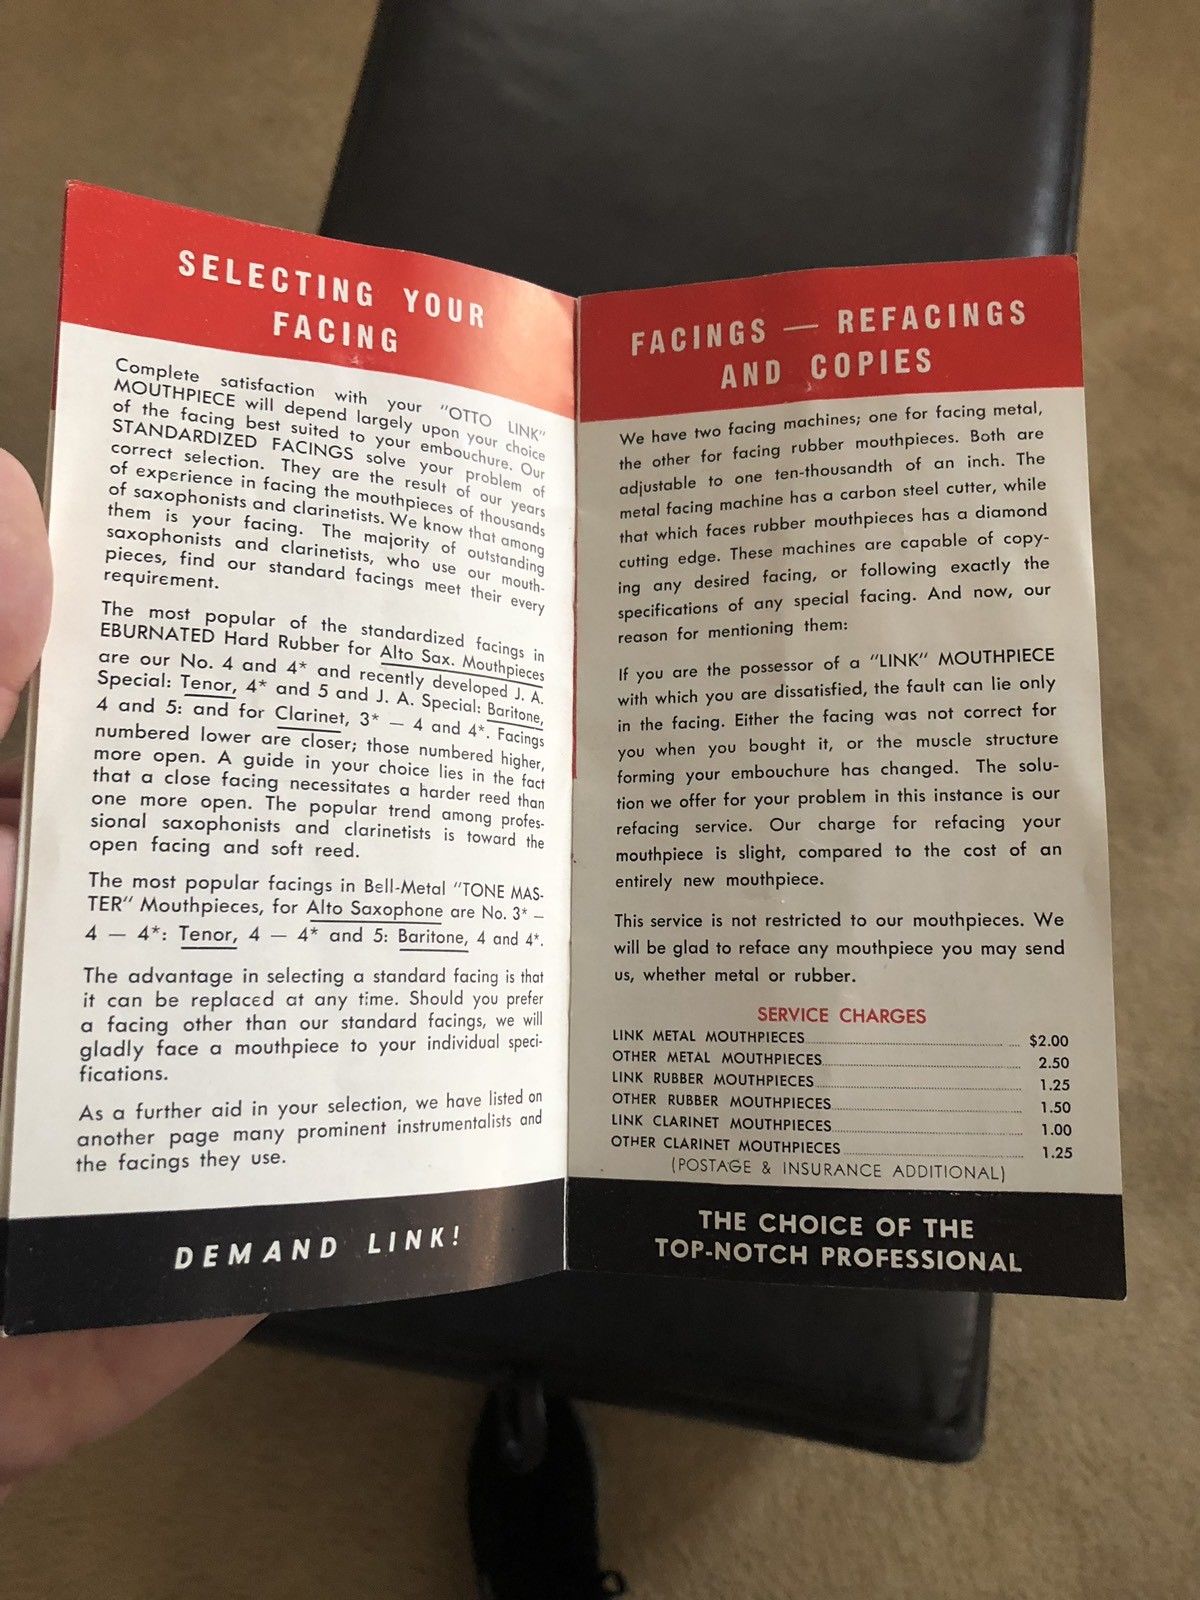 SELECTING YOUR
FACING
Complete satisfaction with your "OTTO LINK"
MOUTHPIECE will depend largely upon your choice
of the facing best suited to your embouchure. Our
STANDARDIZED FACINGS solve your problem of
correct selection. They are the result of our years
of experience in facing the mouthpieces of thousands
of saxophonists and clarinetists. We know that among
them is your facing. The majority of outstanding
saxophonists and clarinetists, who use our mouth-
pieces, find our standard facings meet their every
requirement.
The most popular of the standardized facings in
EBURNATED Hard Rubber for Alto Sax. Mouthpieces
are our No. 4 and 4* and recently developed J. A.
Special: Tenor, 4* and 5 and J. A. Special: Baritone,
4 and 5: and for Clarinet, 3* — 4 and 4*. Facings
numbered lower are closer; those numbered higher,
more open. A guide in your choice lies in the fact
that a close facing necessitates a harder reed than
one more open. The popular trend among profes-
sional saxophonists and clarinetists is toward the
open facing and soft reed.
The most popular facings in Bell-Metal "TONE MAS-
TER" Mouthpieces, for Alto Saxophone are No. 3* —
4 — 4*: Tenor, 4 — 4* and 5: Baritone, 4 and 4*.
The advantage in selecting a standard facing is that
it can be replaced at any time. Should you prefer
a facing other than our standard facings, we will
gladly face a mouthpiece to your individual speci-
fications.
As a further aid in your selection, we have listed on
another page many prominent instrumentalists and
the facings they use.
DEMAND LINK!
FACINGS — REFACINGS
AND COPIES
We have two facing machines; one for facing metal,
the other for facing rubber mouthpieces. Both are
adjustable to one ten-thousandth of an inch. The
metal facing machine has a carbon steel cutter, while
that which faces rubber mouthpieces has a diamond
cutting edge. These machines are capable of copy-
ing any desired facing, or following exactly the
specifications of any special facing. And now, our
reason for mentioning them:
If you are the possessor of a "LINK" MOUTHPIECE
with which you are dissatisfied, the fault can lie only
in the facing. Either the facing was not correct for
you when you bought it, or the muscle structure
forming your embouchure has changed. The solu-
tion we offer for your problem in this instance is our
refacing service. Our charge for refacing your
mouthpiece is slight, compared to the cost of an
entirely new mouthpiece.
This service is not restricted to our mouthpieces. We
will be glad to reface any mouthpiece you may send
us, whether metal or rubber.
SERVICE CHARGES
LINK METAL MOUTHPIECES $2.00
OTHER METAL MOUTHPIECES 2.50
LINK RUBBER MOUTHPIECES 1.25
OTHER RUBBER MOUTHPIECES 1.50
LINK CLARINET MOUTHPIECES 1.00
OTHER CLARINET MOUTHPIECES 1.25
(POSTAGE & INSURANCE ADDITIONAL)
THE CHOICE OF THE
TOP-NOTCH PROFESSIONAL